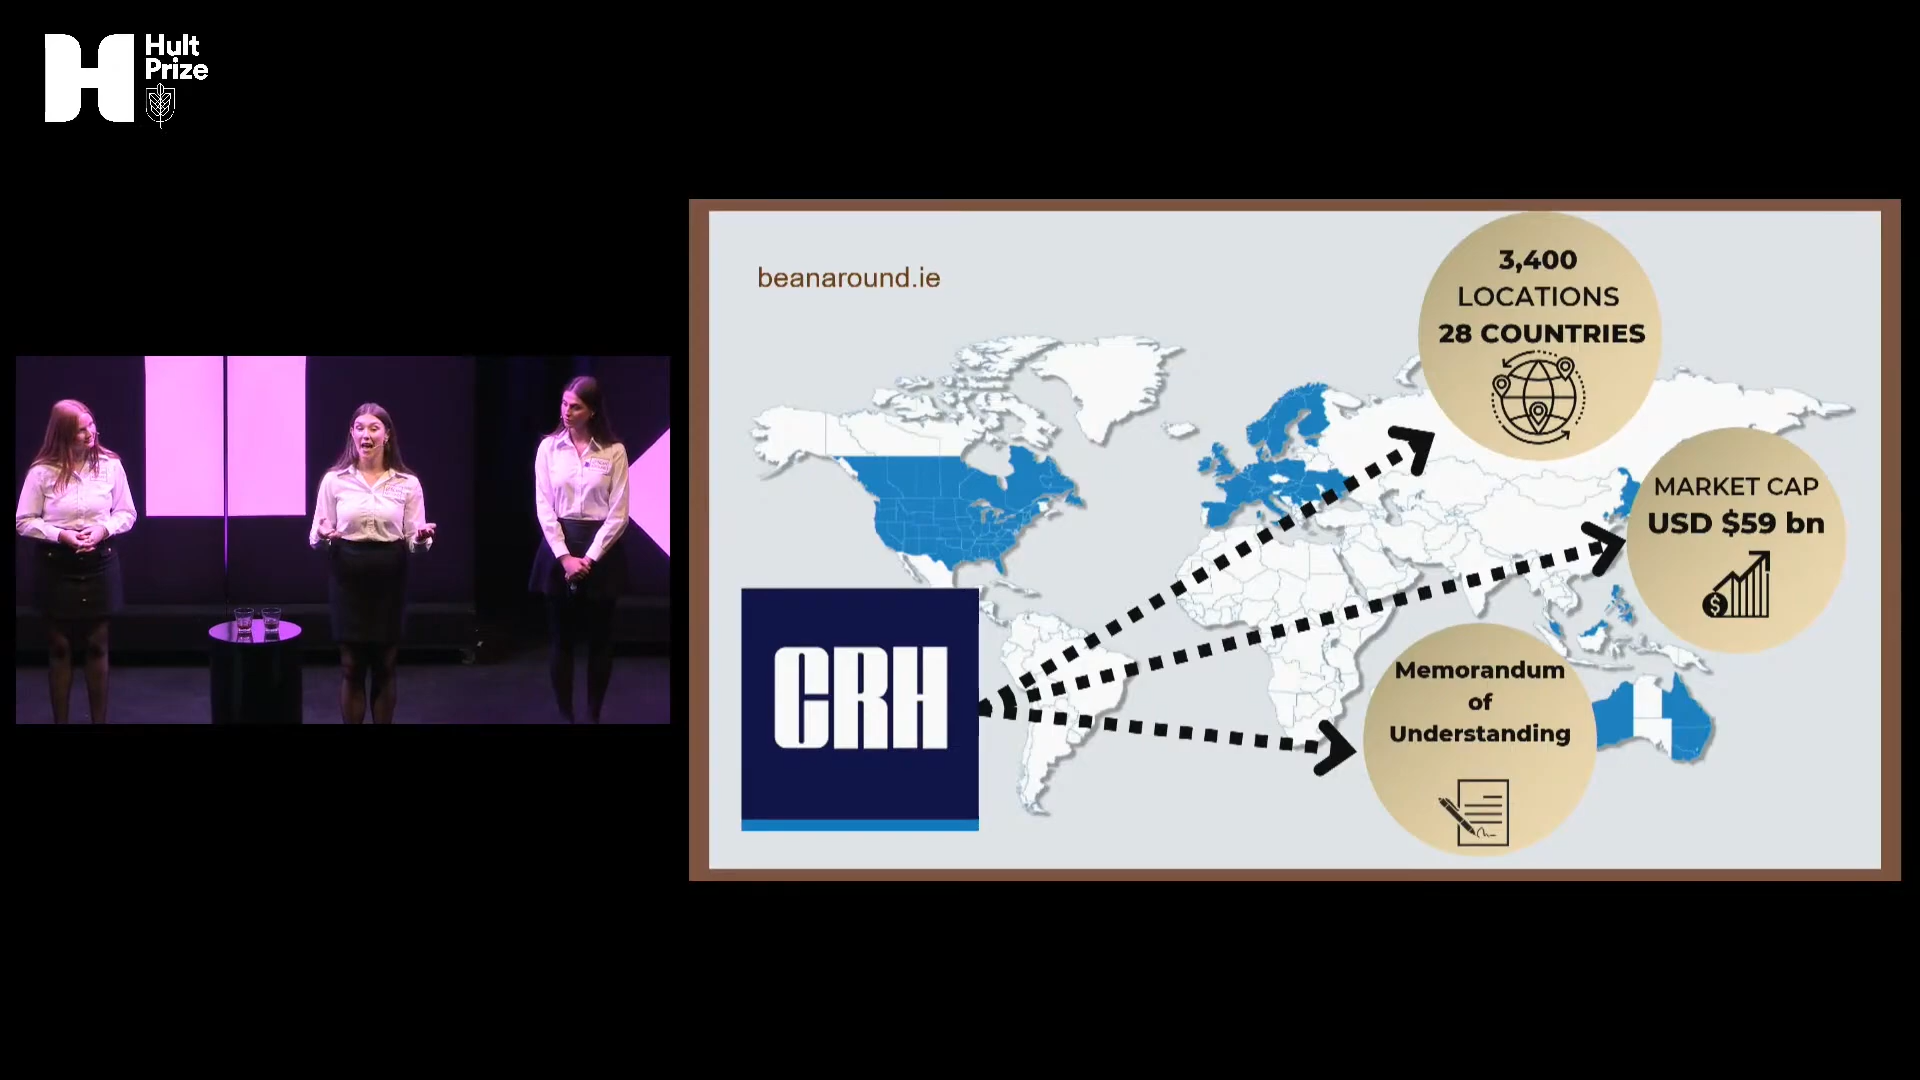 Hult
Prize
beanaround.ie
3,400
LOCATIONS
28 COUNTRIES
MARKET CAP
USD $59 bn
CRH
Memorandum
of
Understanding